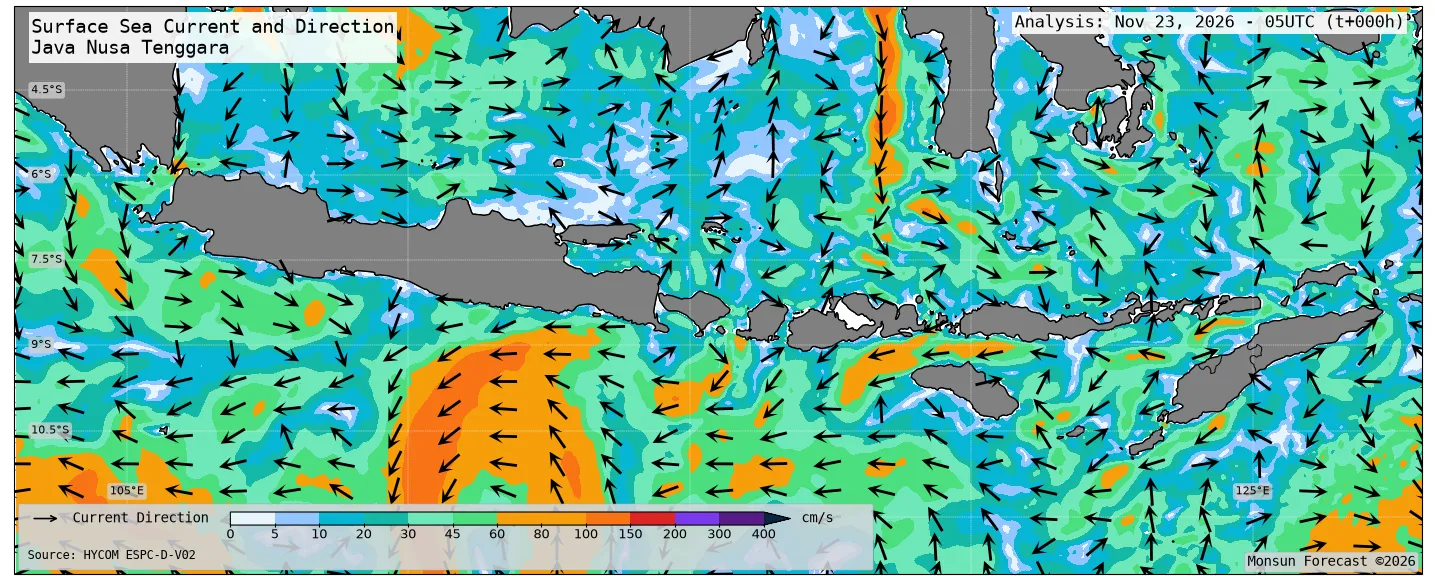 Surface Sea Current and Direction
Java Nusa Tenggara
Analysis: Nov 23, 2026 - 05UTC (t+000h)
4.5°S
6°S
7.5°S
9°S
10.5°S
105°E
125°E
Current Direction
0 5 10 20 30 45 60 80 100 150 200 300 400
cm/s
Source: HYCOM ESPC-D-V02
Monsun Forecast ©2026